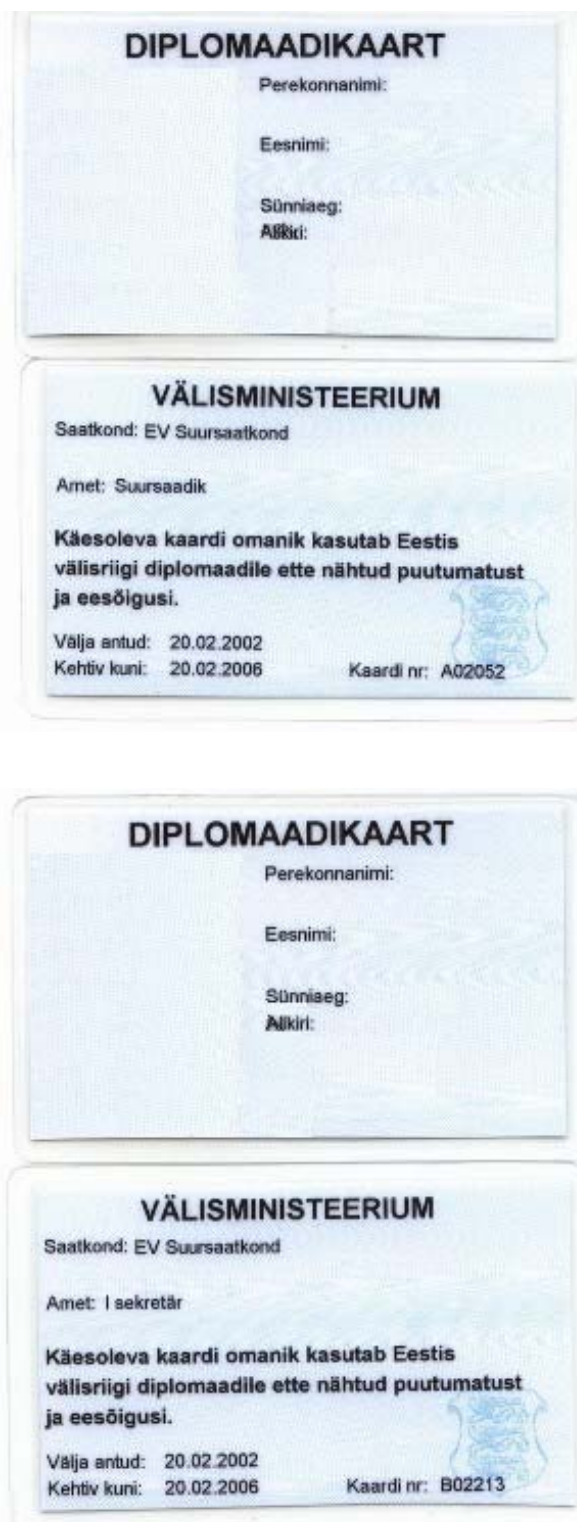 DIPLOMAADIKAART
Perekonnanimi:
Eesnimi:
Sünniaeg:
Allkiri:
VÄLISMINISTEERIUM
Saatkond: EV Suursaatkond
Amet: Suursaadik
Käesoleva kaardi omanik kasutab Eestis
välisriigi diplomaadile ette nähtud puutumatust
ja eesõigusi.
Välja antud: 20.02.2002
Kehtiv kuni: 20.02.2006 Kaardi nr: A02052
DIPLOMAADIKAART
Perekonnanimi:
Eesnimi:
Sünniaeg:
Allkiri:
VÄLISMINISTEERIUM
Saatkond: EV Suursaatkond
Amet: I sekretär
Käesoleva kaardi omanik kasutab Eestis
välisriigi diplomaadile ette nähtud puutumatust
ja eesõigusi.
Välja antud: 20.02.2002
Kehtiv kuni: 20.02.2006 Kaardi nr: B02213